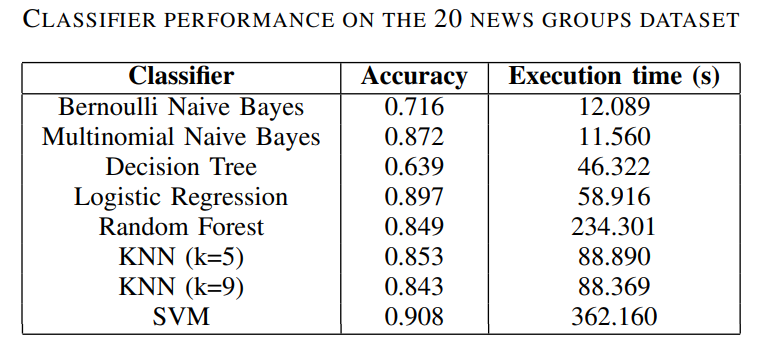 CLASSIFIER PERFORMANCE ON THE 20 NEWS GROUPS DATASET
Classifier Accuracy Execution time (s)
Bernoulli Naive Bayes 0.716 12.089
Multinomial Naive Bayes 0.872 11.560
Decision Tree 0.639 46.322
Logistic Regression 0.897 58.916
Random Forest 0.849 234.301
KNN (k=5) 0.853 88.890
KNN (k=9) 0.843 88.369
SVM 0.908 362.160